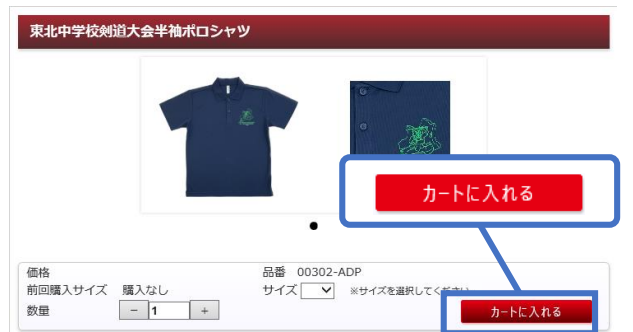 東北中学校剣道大会半袖ポロシャツ
カートに入れる
価格
品番 00302-ADP
前回購入サイズ 購入なし
サイズ ※サイズを選択してください
数量 − 1 +
カートに入れる